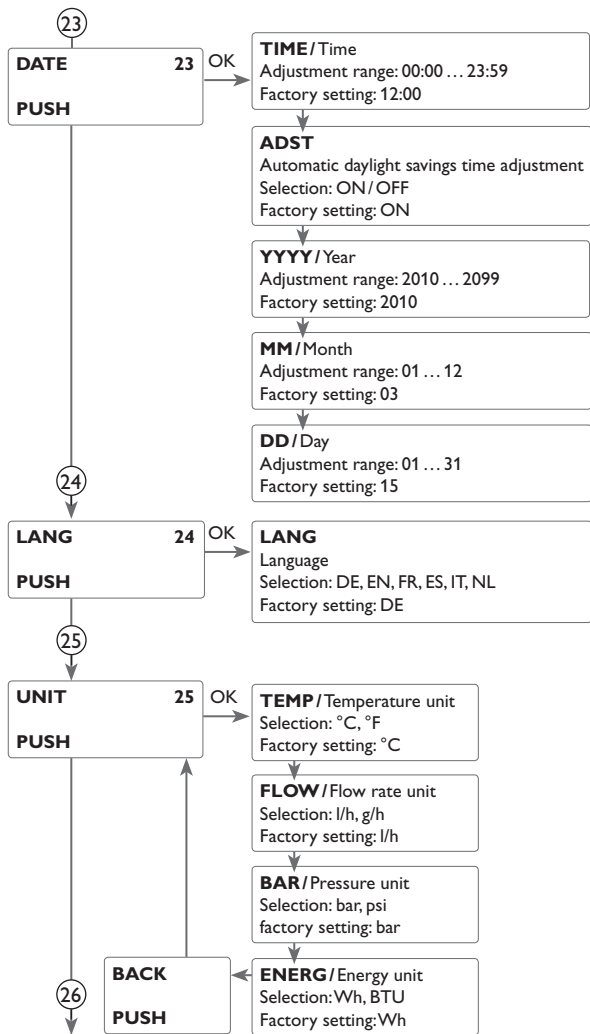 23
DATE 23
PUSH
OK
TIME/Time
Adjustment range: 00:00 … 23:59
Factory setting: 12:00
ADST
Automatic daylight savings time adjustment
Selection: ON/OFF
Factory setting: ON
YYYY/Year
Adjustment range: 2010 … 2099
Factory setting: 2010
MM/Month
Adjustment range: 01 … 12
Factory setting: 03
DD/Day
Adjustment range: 01 … 31
Factory setting: 15
24
LANG 24
PUSH
OK
LANG
Language
Selection: DE, EN, FR, ES, IT, NL
Factory setting: DE
25
UNIT 25
PUSH
OK
TEMP/Temperature unit
Selection: °C, °F
Factory setting: °C
FLOW/Flow rate unit
Selection: l/h, g/h
Factory setting: l/h
BAR/Pressure unit
Selection: bar, psi
factory setting: bar
ENERG/Energy unit
Selection: Wh, BTU
Factory setting: Wh
BACK
PUSH
26